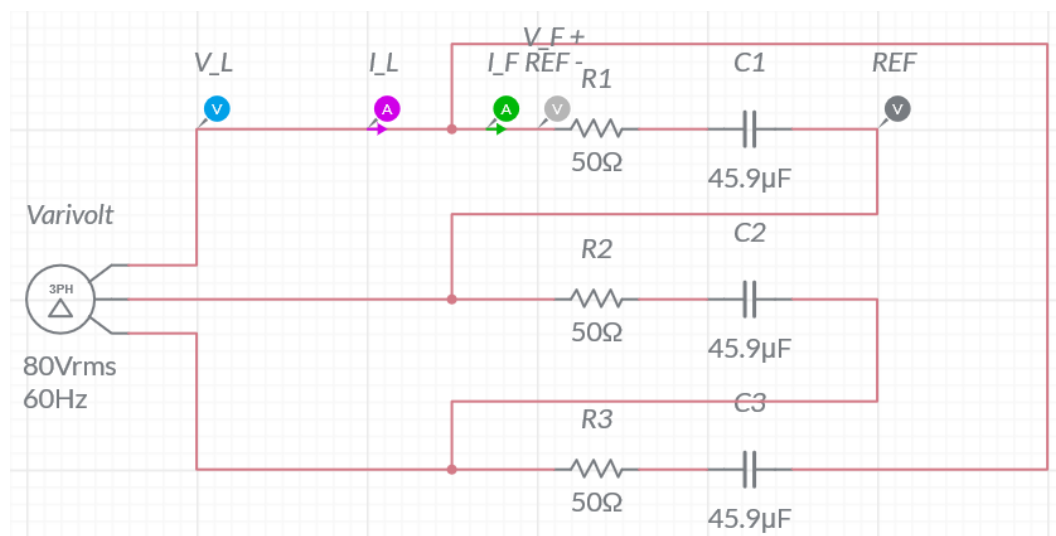 V_F +
V_L
I_L
I_F REF -
C1
REF
V
A
A
V
V
R1
50Ω
45.9µF
Varivolt
3PH
80Vrms
60Hz
R2
C2
50Ω
45.9µF
R3
C3
50Ω
45.9µF